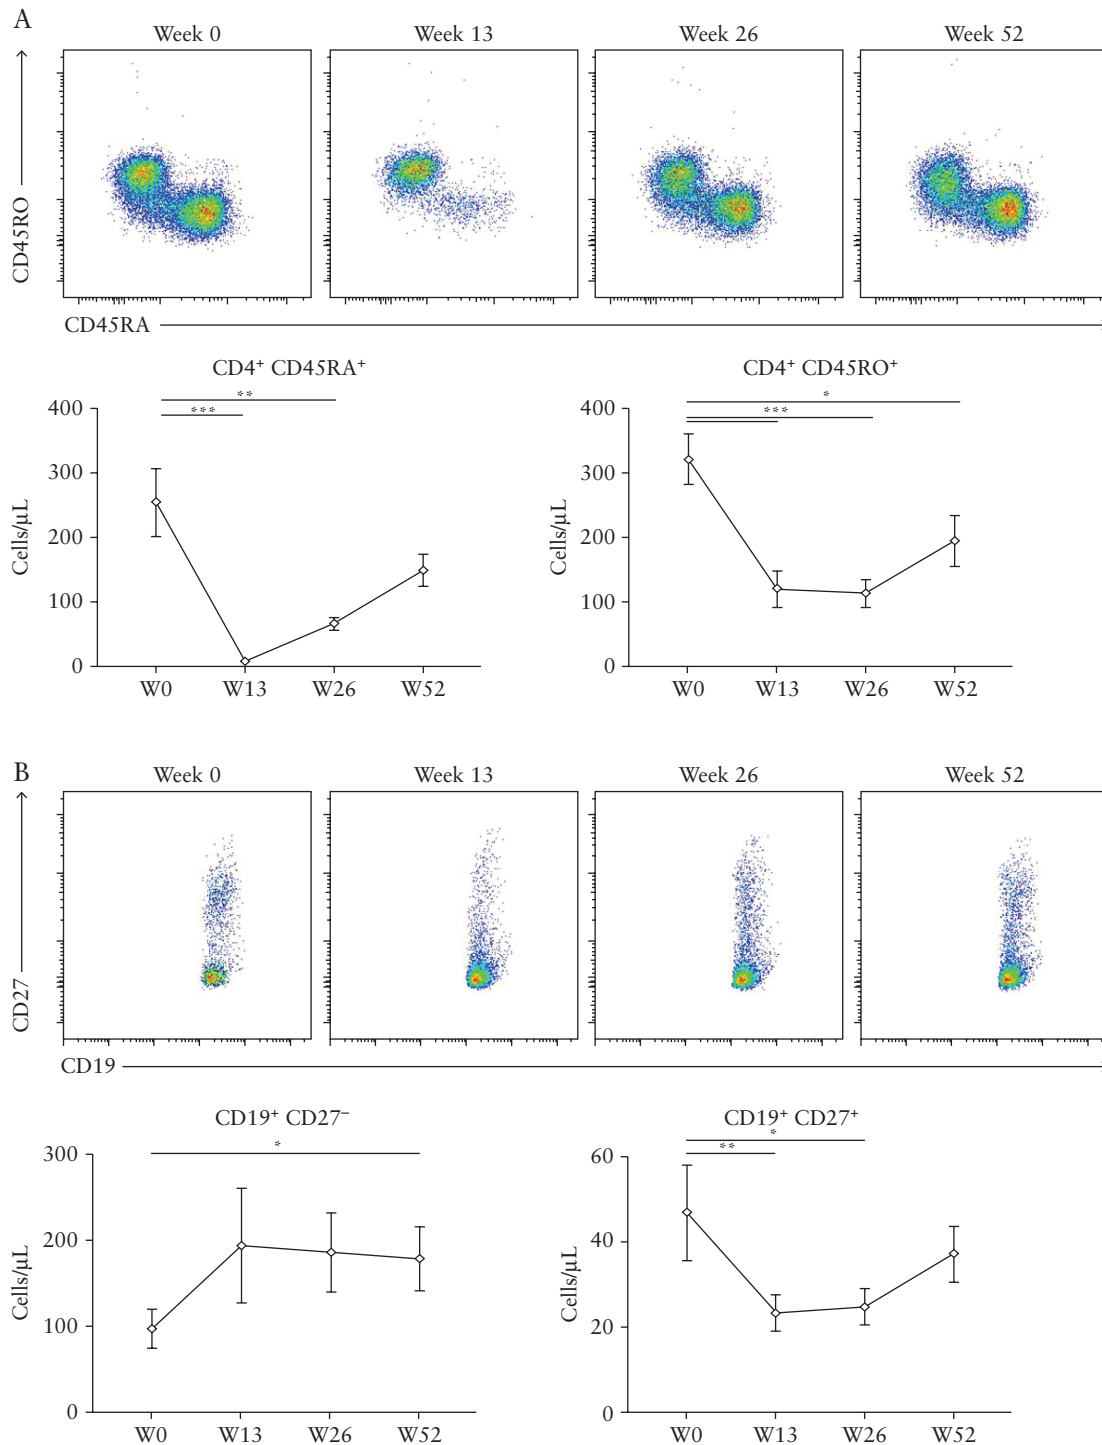 A
Week 0 Week 13 Week 26 Week 52
CD45RO
CD45RA
CD4⁺ CD45RA⁺
**
***
400
300
200
100
0
Cells/µL
W0 W13 W26 W52
CD4⁺ CD45RO⁺
*
***
400
300
200
100
0
Cells/µL
W0 W13 W26 W52
B
Week 0 Week 13 Week 26 Week 52
CD27
CD19
CD19⁺ CD27⁻
*
300
200
100
0
Cells/µL
W0 W13 W26 W52
CD19⁺ CD27⁺
*
**
60
40
20
0
Cells/µL
W0 W13 W26 W52